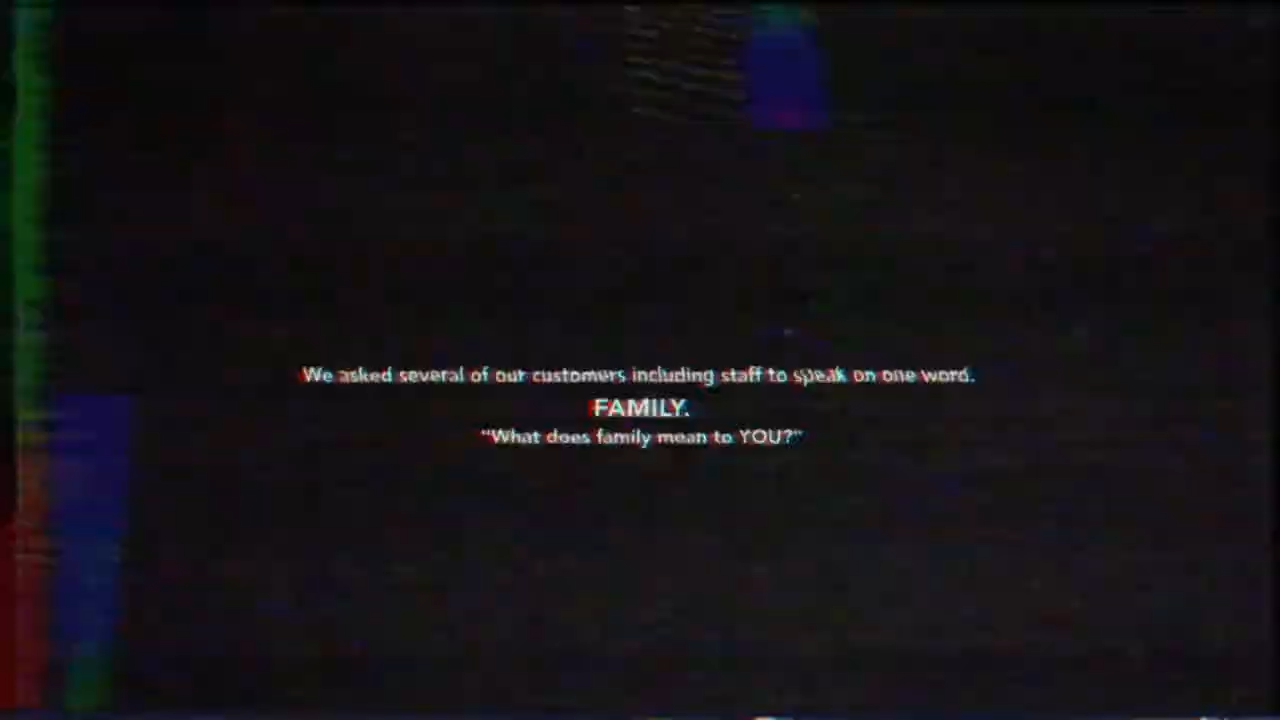 We asked several of our customers including staff to speak on one word.
FAMILY.
"What does family mean to YOU?"